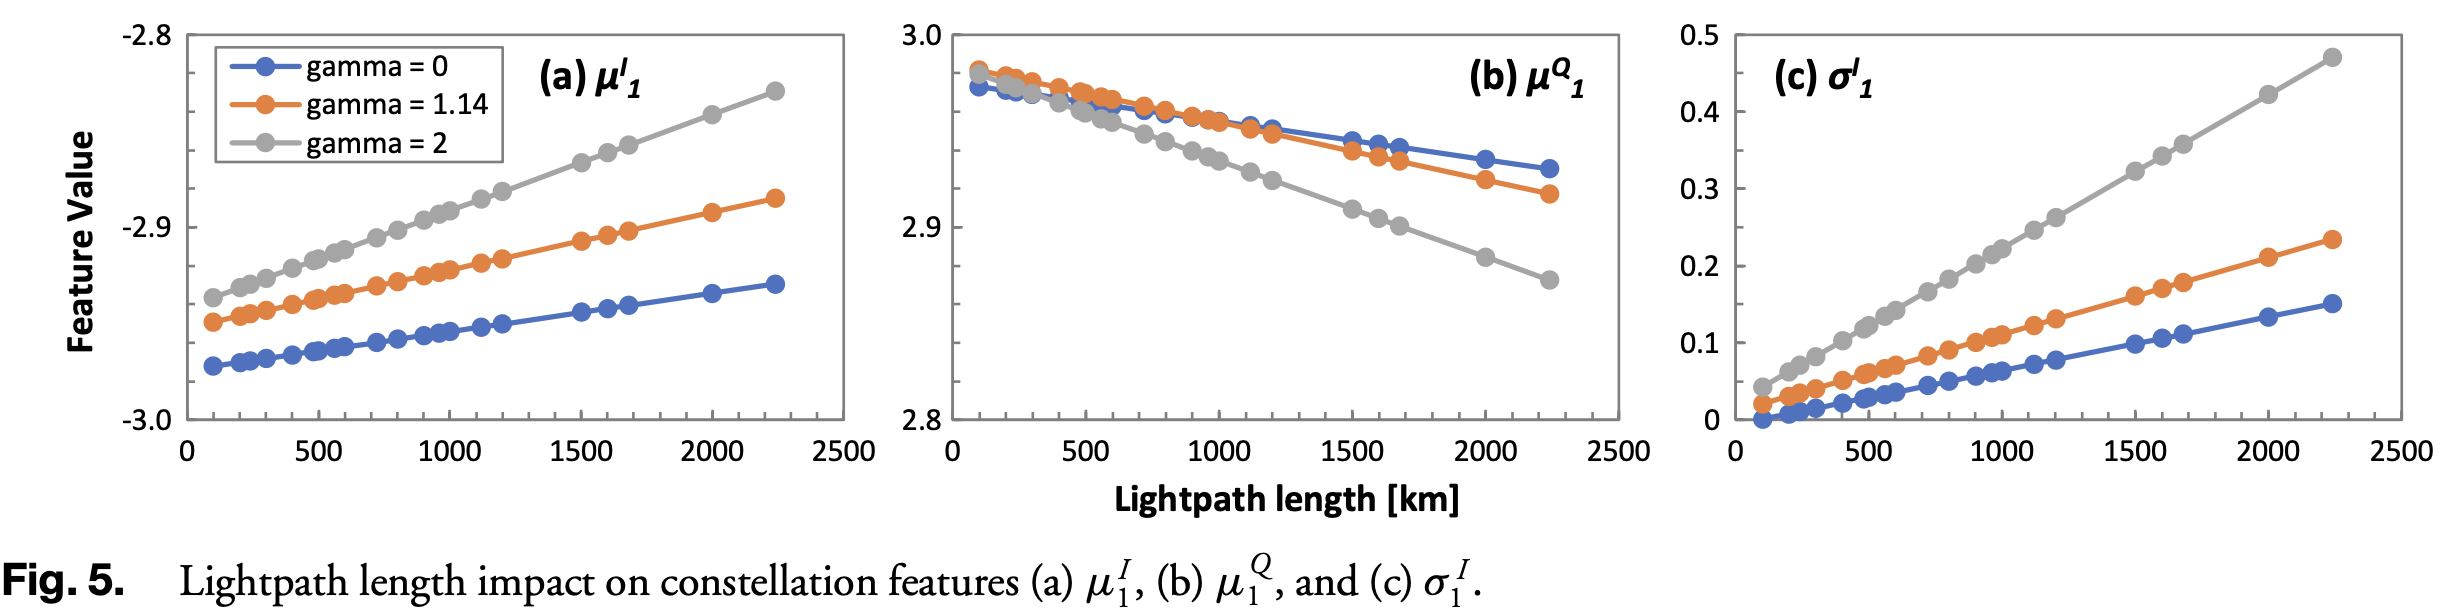 Feature Value
-2.8
-2.9
-3.0
gamma = 0
gamma = 1.14
gamma = 2
(a) μ^I_1
0 500 1000 1500 2000 2500
3.0
2.9
2.8
(b) μ^Q_1
0 500 1000 1500 2000 2500
0.5
0.4
0.3
0.2
0.1
0
(c) σ^I_1
0 500 1000 1500 2000 2500
Lightpath length [km]
Fig. 5. Lightpath length impact on constellation features (a) μ_1^I, (b) μ_1^Q, and (c) σ_1^I.